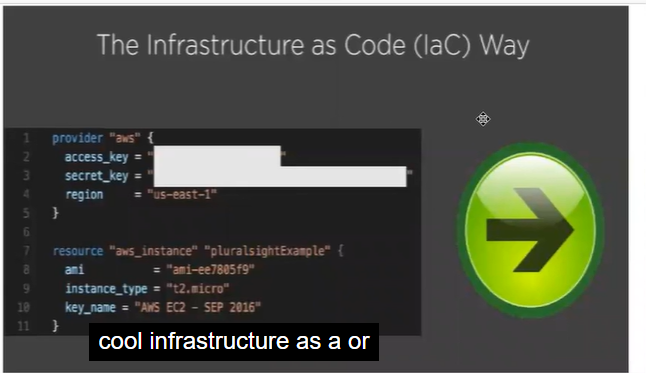 The Infrastructure as Code (IaC) Way
1 provider "aws" {
2 access_key = " "
3 secret_key = " "
4 region = "us-east-1"
5 }
6
7 resource "aws_instance" "pluralsightExample" {
8 ami = "ami-ee7805f9"
9 instance_type = "t2.micro"
10 key_name = "AWS EC2 - SEP 2016"
11 }
cool infrastructure as a or